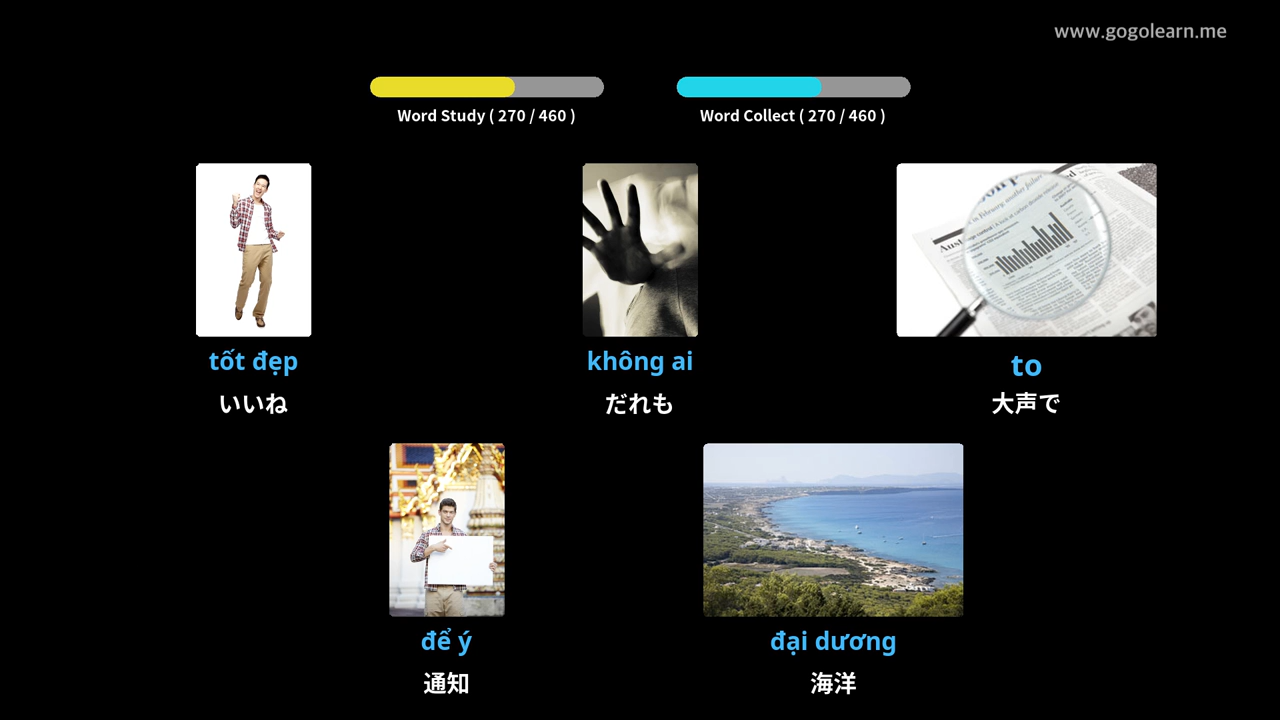 www.gogolearn.me
Word Study ( 270 / 460 )
Word Collect ( 270 / 460 )
tốt đẹp
いいね
không ai
だれも
to
大声で
để ý
通知
đại dương
海洋